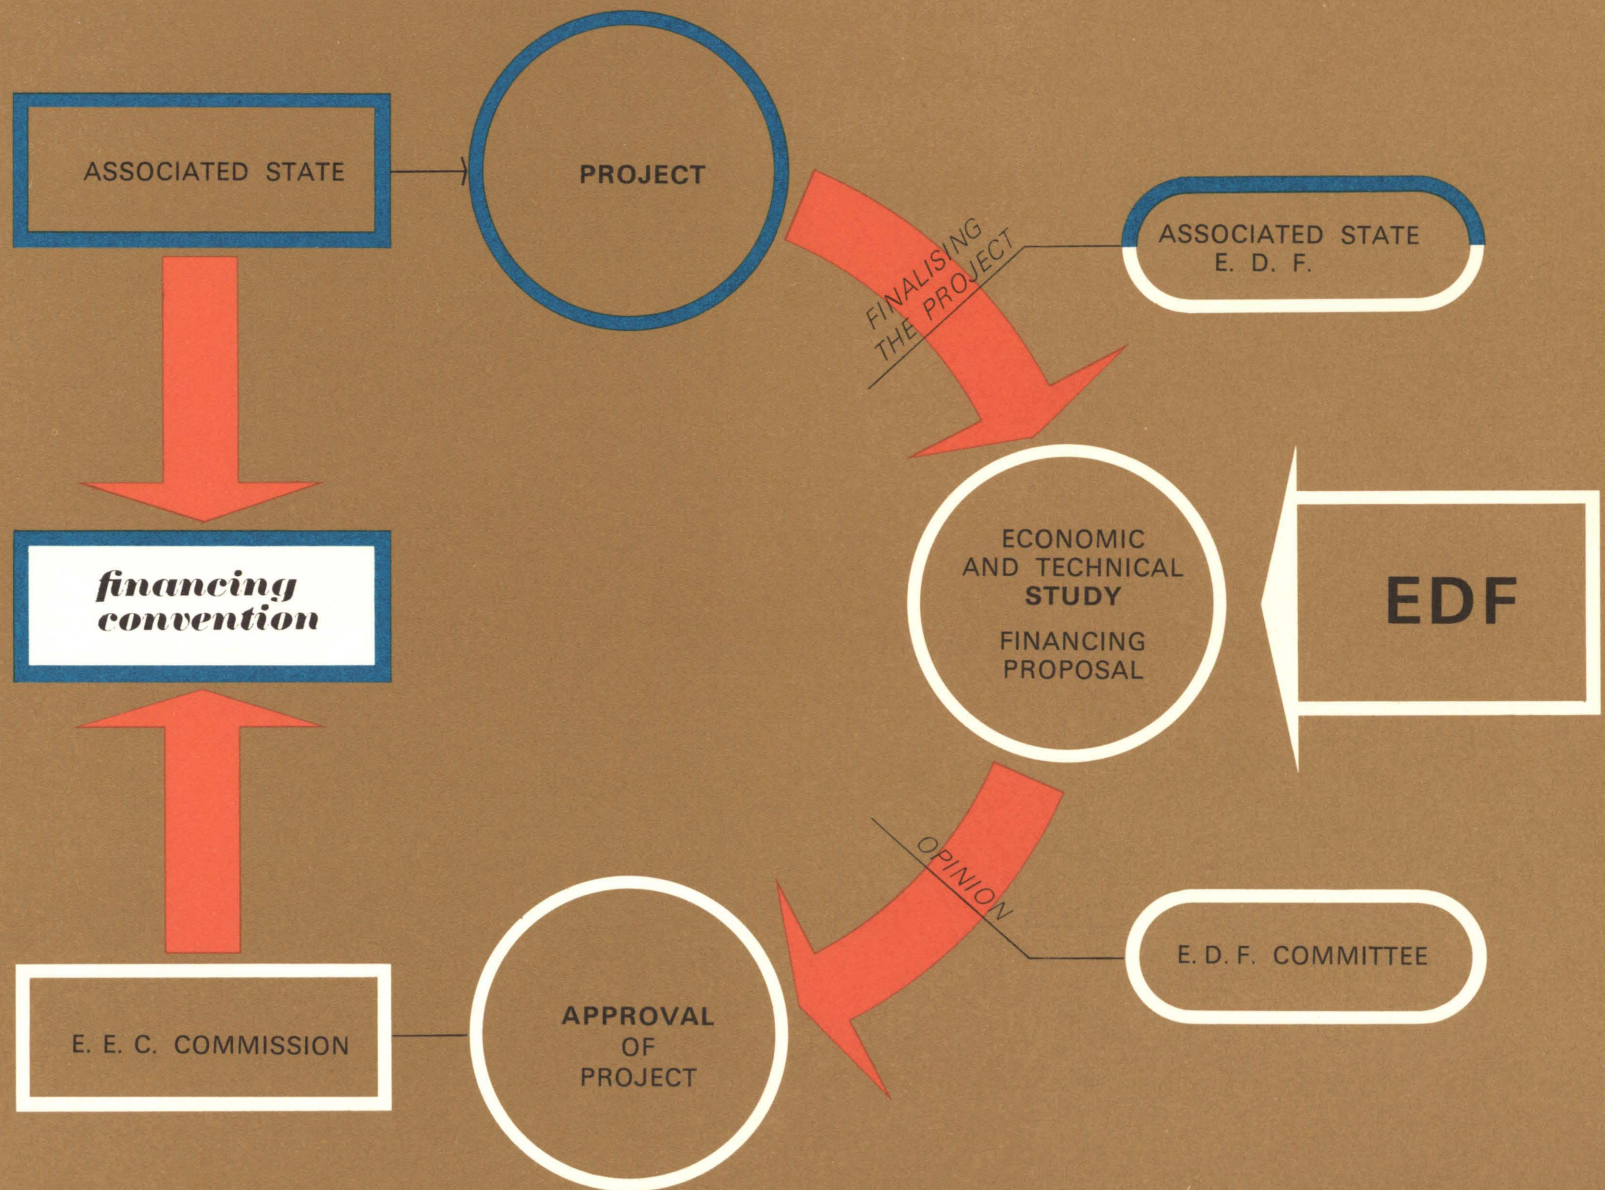 ASSOCIATED STATE
PROJECT
FINALISING
THE PROJECT
ASSOCIATED STATE
E. D. F.
financing
convention
ECONOMIC
AND TECHNICAL
STUDY
FINANCING
PROPOSAL
EDF
OPINION
E. D. F. COMMITTEE
E. E. C. COMMISSION
APPROVAL
OF
PROJECT